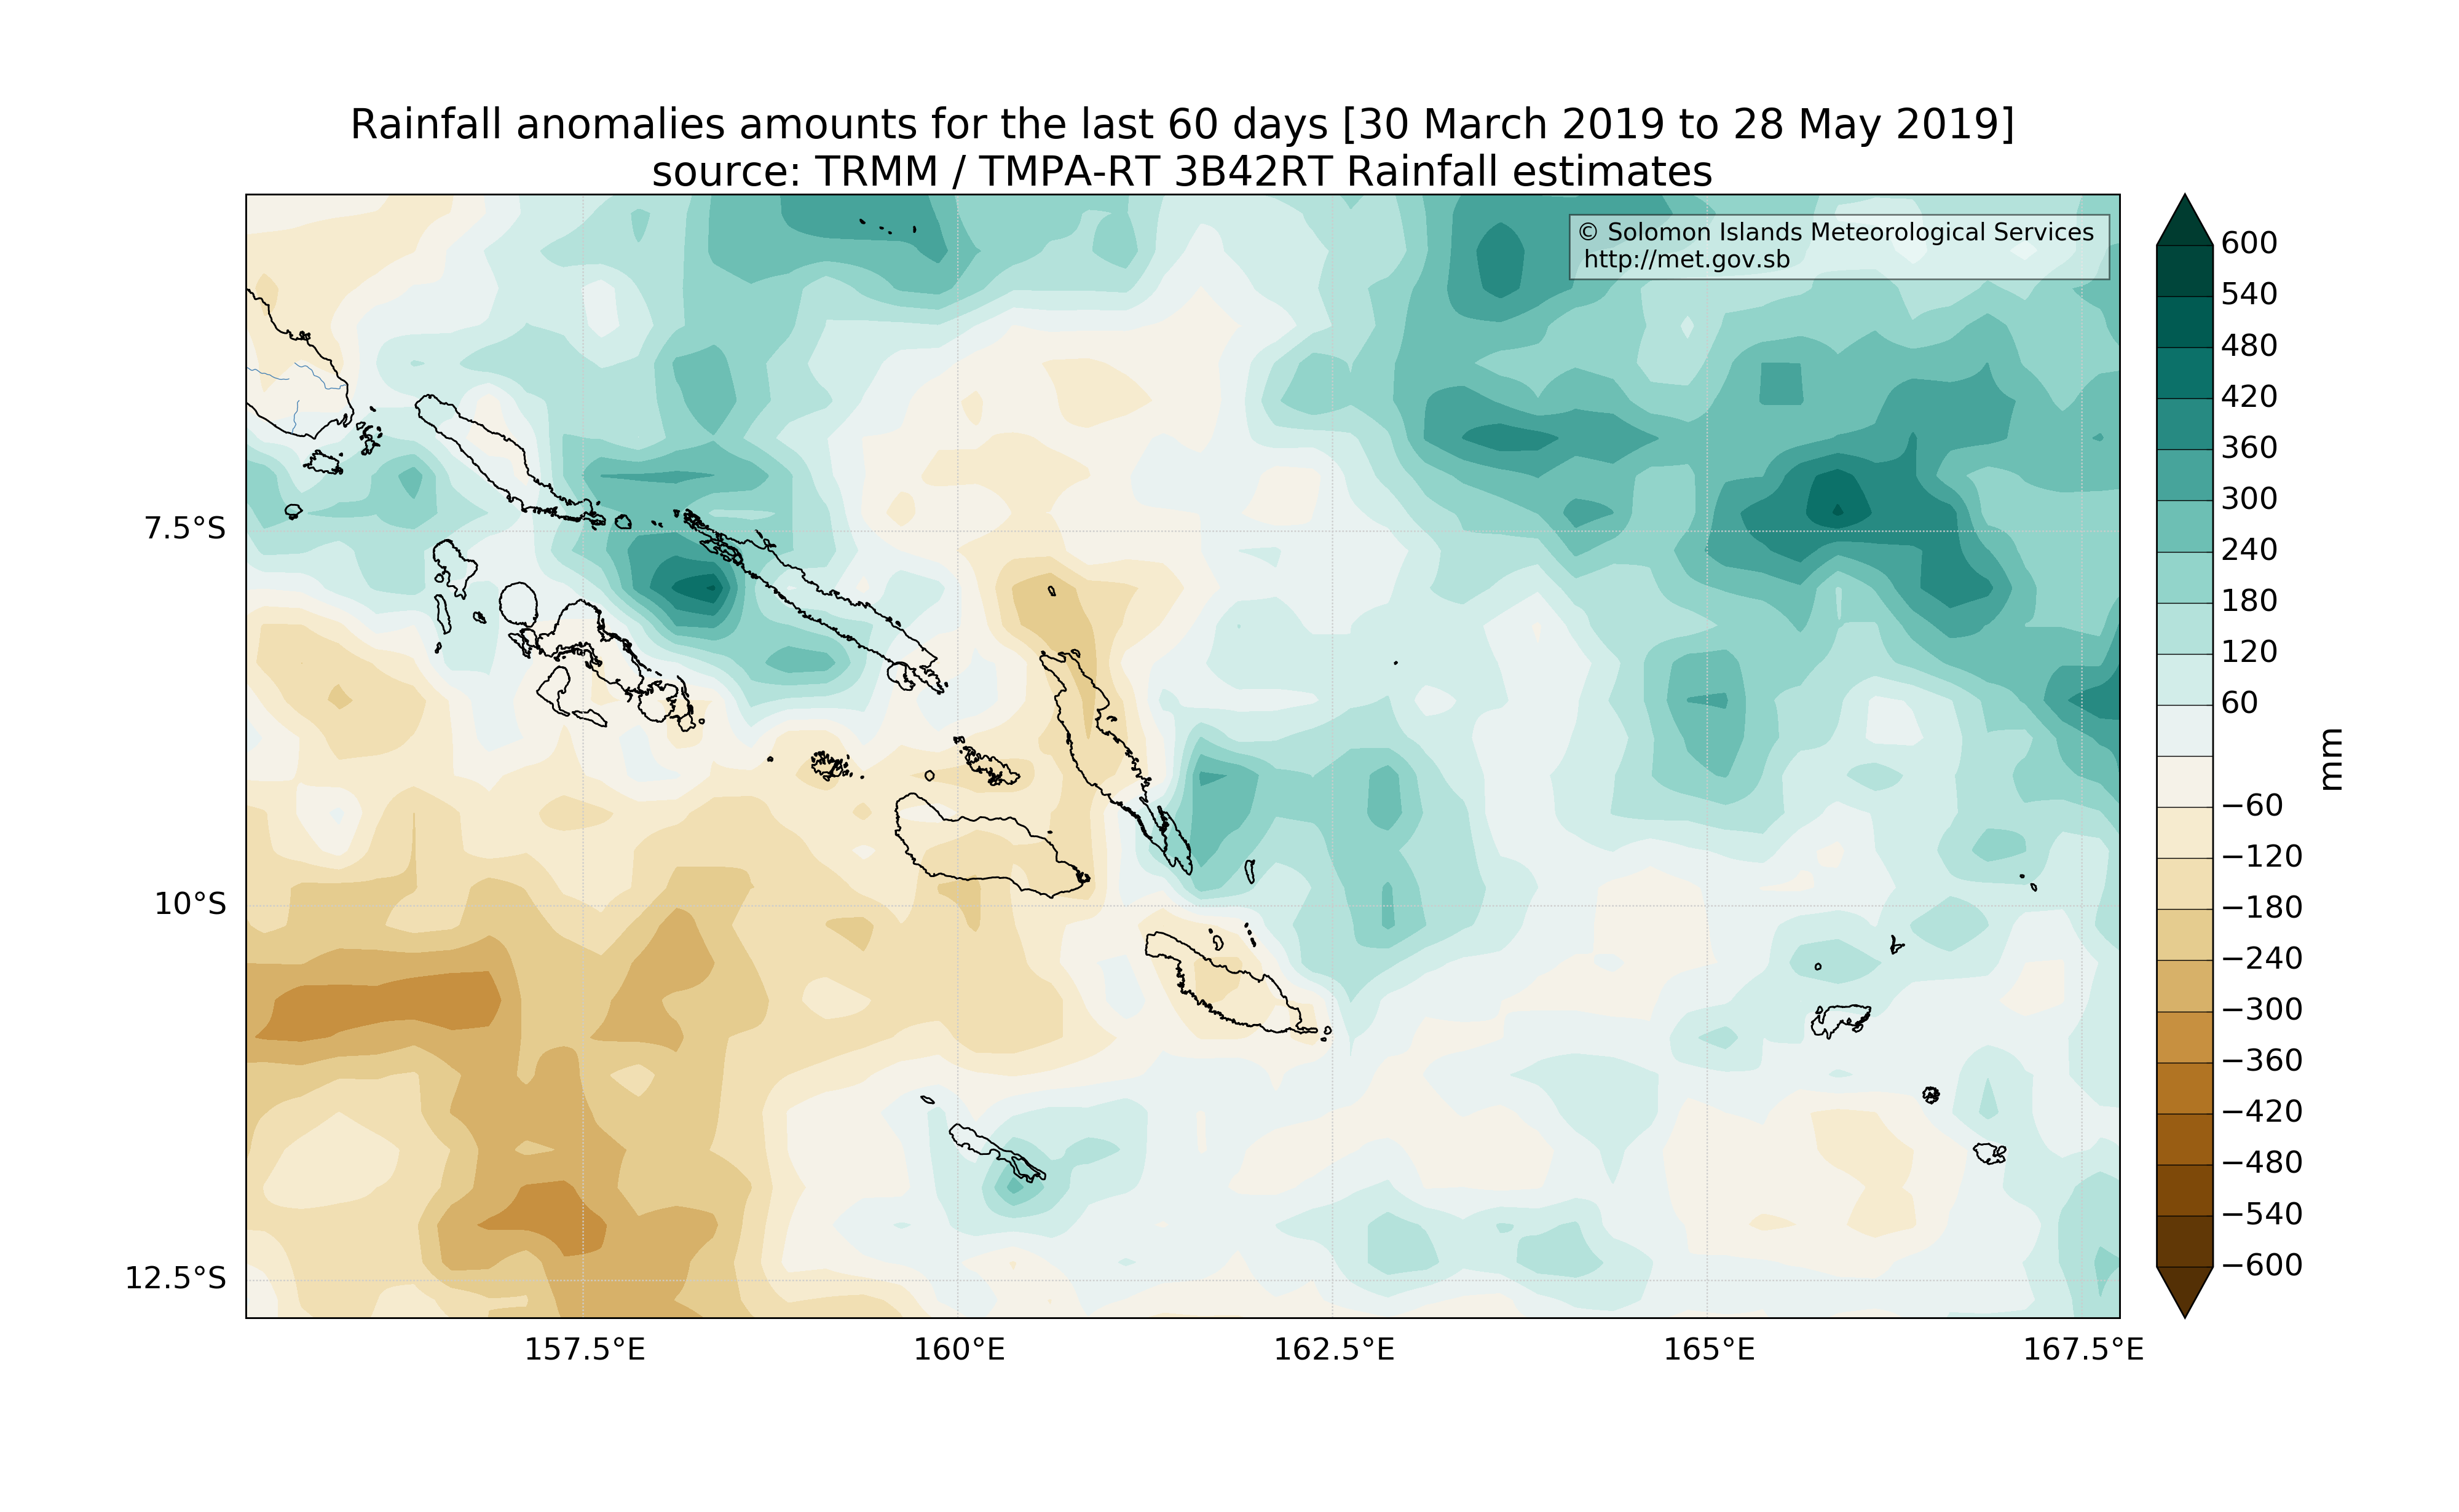 Rainfall anomalies amounts for the last 60 days [30 March 2019 to 28 May 2019]
source: TRMM / TMPA-RT 3B42RT Rainfall estimates
© Solomon Islands Meteorological Services
http://met.gov.sb
7.5°S
10°S
12.5°S
157.5°E
160°E
162.5°E
165°E
167.5°E
600
540
480
420
360
300
240
180
120
60
−60
−120
−180
−240
−300
−360
−420
−480
−540
−600
mm